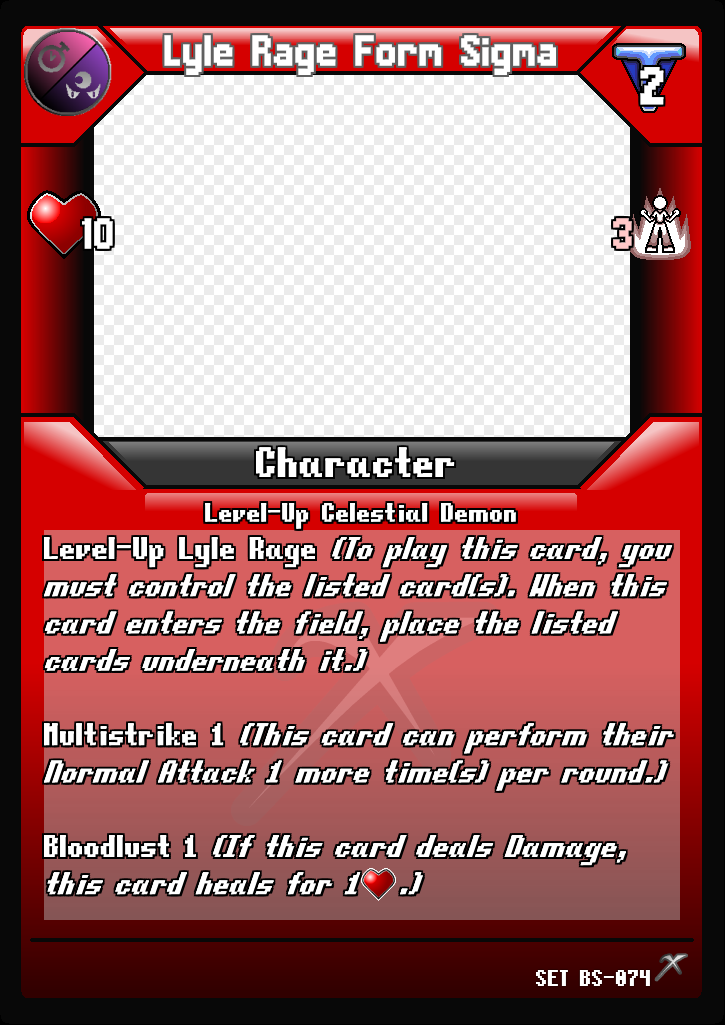 Lyle Rage Form Sigma
2
10
3
Character
Level-Up Celestial Demon
Level-Up Lyle Rage (To play this card, you
must control the listed card(s). When this
card enters the field, place the listed
cards underneath it.)
Multistrike 1 (This card can perform their
Normal Attack 1 more time(s) per round.)
Bloodlust 1 (If this card deals Damage,
this card heals for 1 .)
SET BS-074